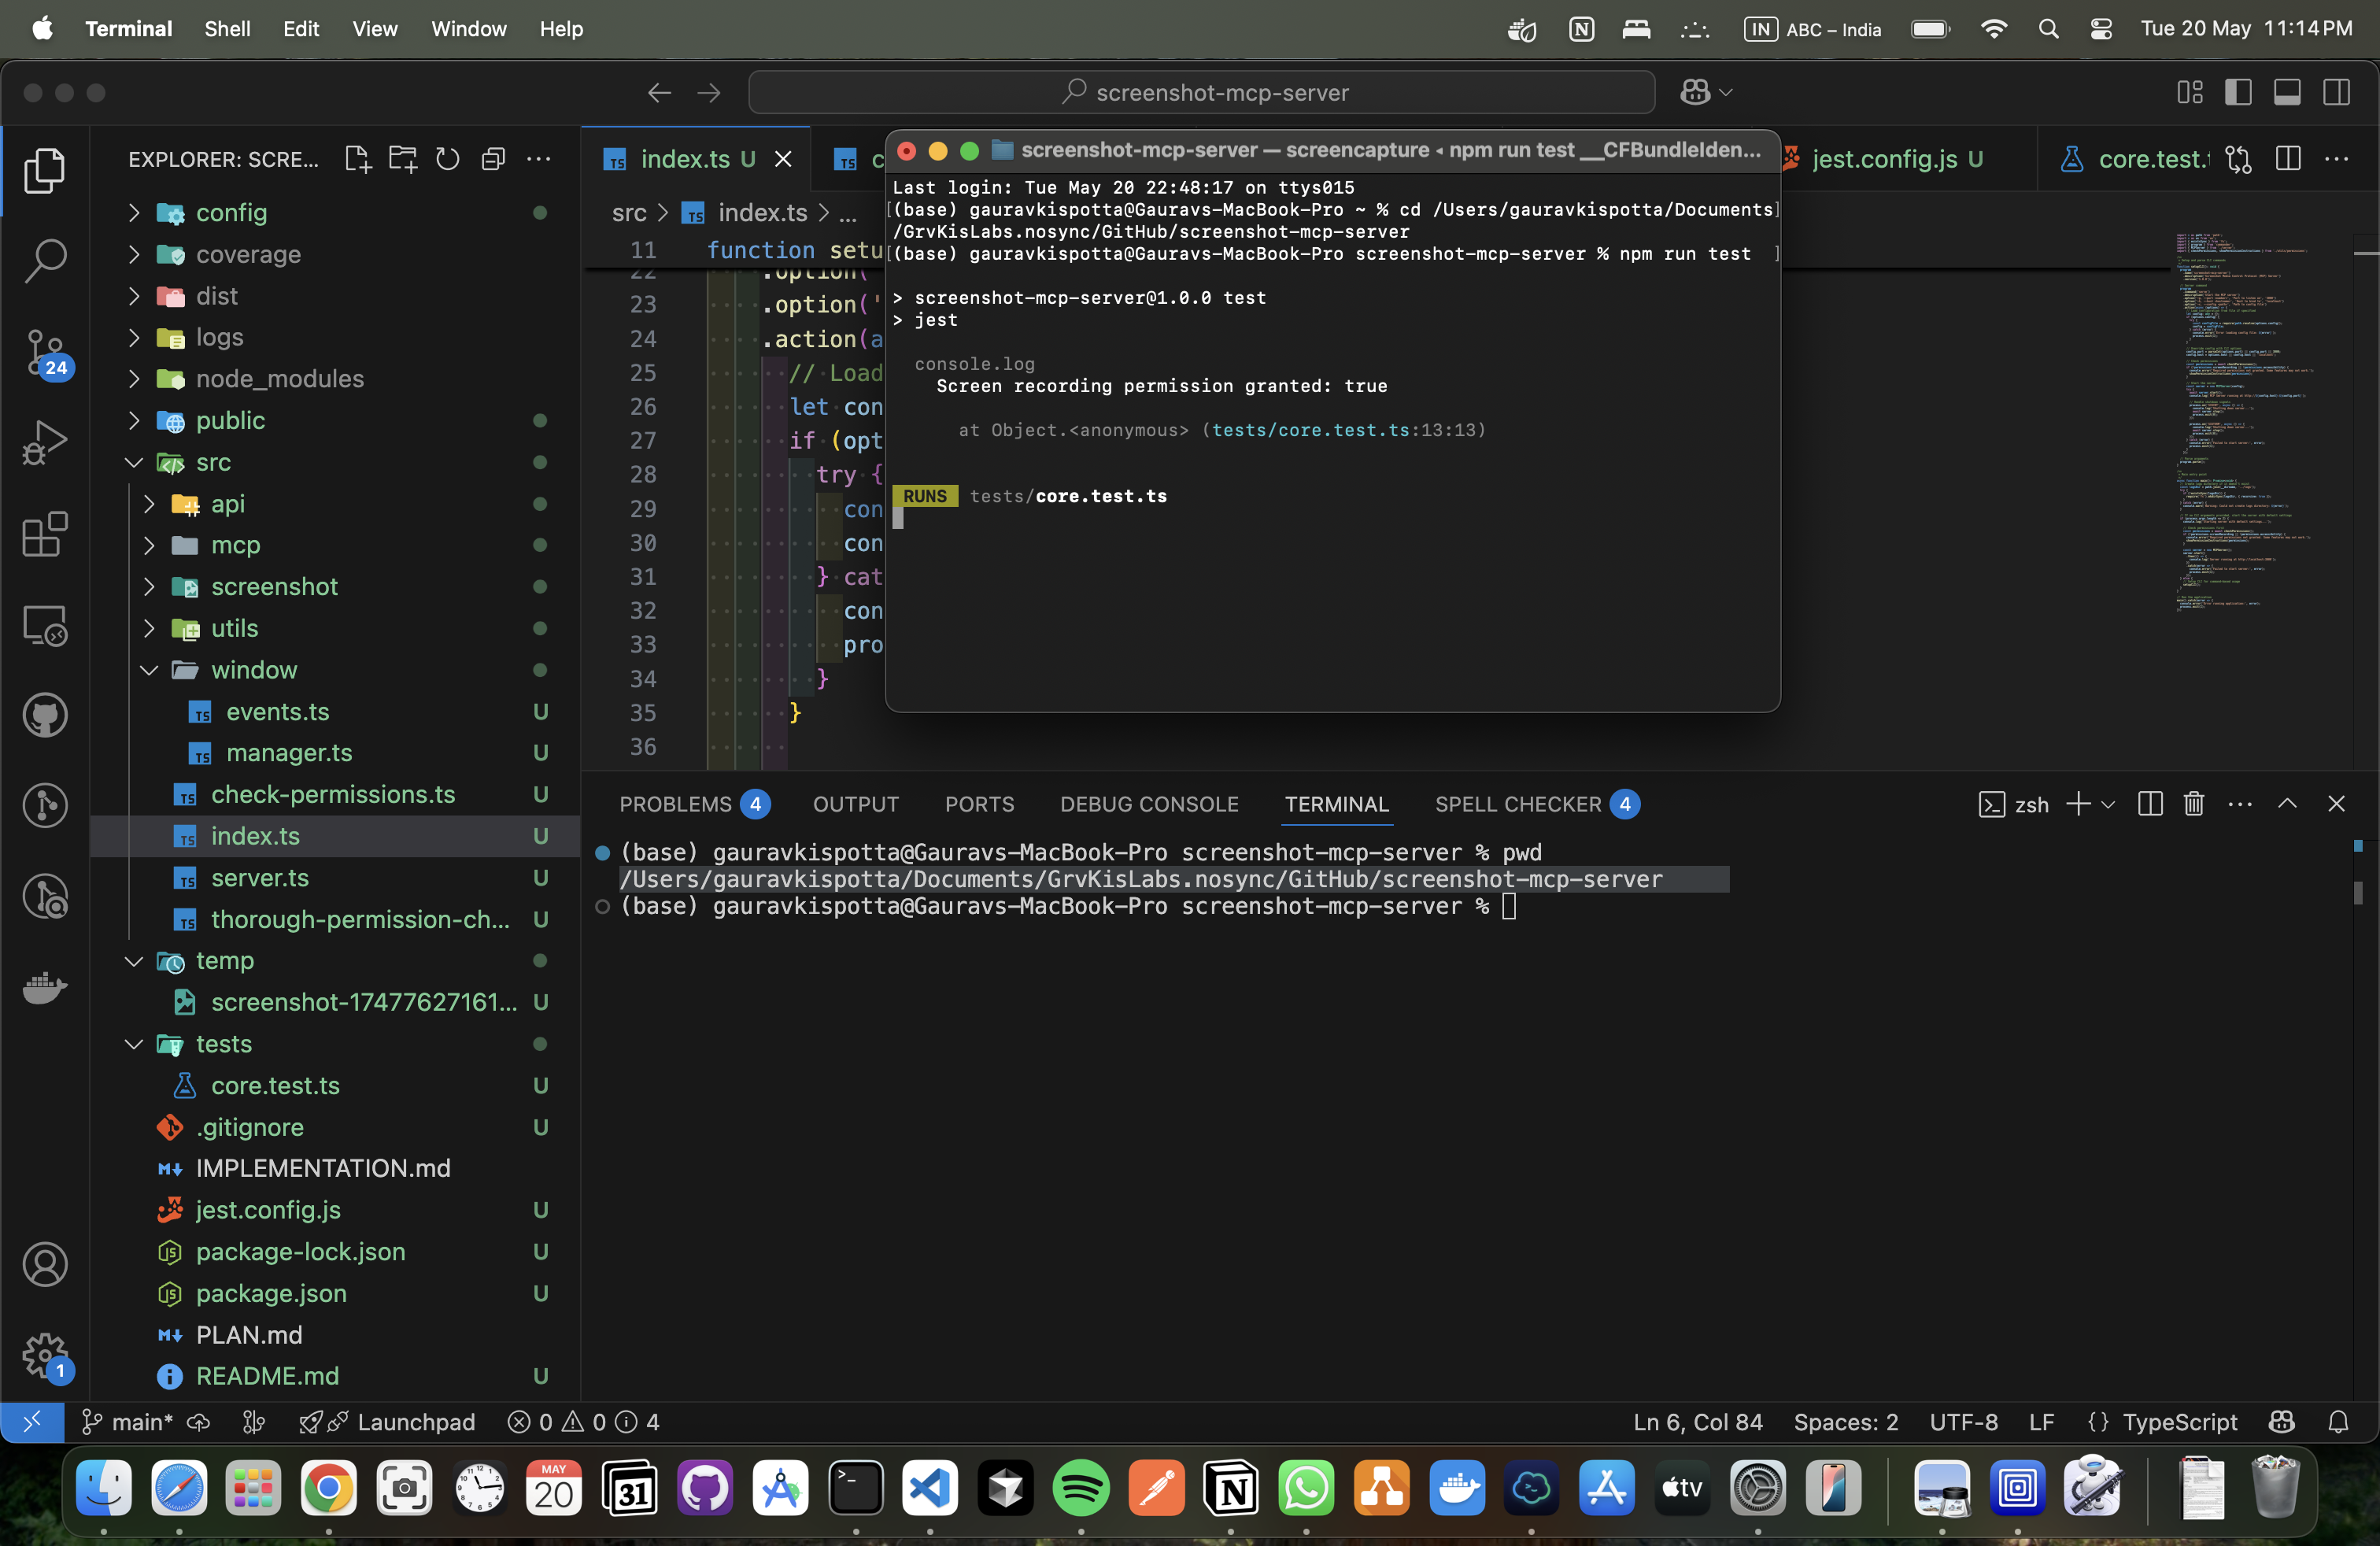 Terminal Shell Edit View Window Help
IN ABC – India Tue 20 May 11:14 PM
screenshot-mcp-server
EXPLORER: SCRE...
config
coverage
dist
logs
node_modules
public
src
api
mcp
screenshot
utils
window
events.ts U
manager.ts U
check-permissions.ts U
index.ts U
server.ts U
thorough-permission-ch... U
temp
screenshot-17477627161... U
tests
core.test.ts U
.gitignore U
IMPLEMENTATION.md
jest.config.js U
package-lock.json U
package.json U
PLAN.md
README.md U
24
1
index.ts U
jest.config.js U
core.test.
src > index.ts > ...
11 function setu
22 .option(
23 .option('
24 .action(a
25 // Load
26 let con
27 if (opt
28 try {
29 con
30 con
31 } cat
32 con
33 pro
34 }
35 }
36
screenshot-mcp-server — screencapture ◂ npm run test __CFBundleIden...
Last login: Tue May 20 22:48:17 on ttys015
[(base) gauravkispotta@Gauravs-MacBook-Pro ~ % cd /Users/gauravkispotta/Documents]
/GrvKisLabs.nosync/GitHub/screenshot-mcp-server
[(base) gauravkispotta@Gauravs-MacBook-Pro screenshot-mcp-server % npm run test ]
> screenshot-mcp-server@1.0.0 test
> jest
console.log
Screen recording permission granted: true
at Object.<anonymous> (tests/core.test.ts:13:13)
RUNS tests/core.test.ts
PROBLEMS 4 OUTPUT PORTS DEBUG CONSOLE TERMINAL SPELL CHECKER 4 zsh
(base) gauravkispotta@Gauravs-MacBook-Pro screenshot-mcp-server % pwd
/Users/gauravkispotta/Documents/GrvKisLabs.nosync/GitHub/screenshot-mcp-server
(base) gauravkispotta@Gauravs-MacBook-Pro screenshot-mcp-server %
main* Launchpad 0 0 4 Ln 6, Col 84 Spaces: 2 UTF-8 LF {} TypeScript
MAY
20
31
tv